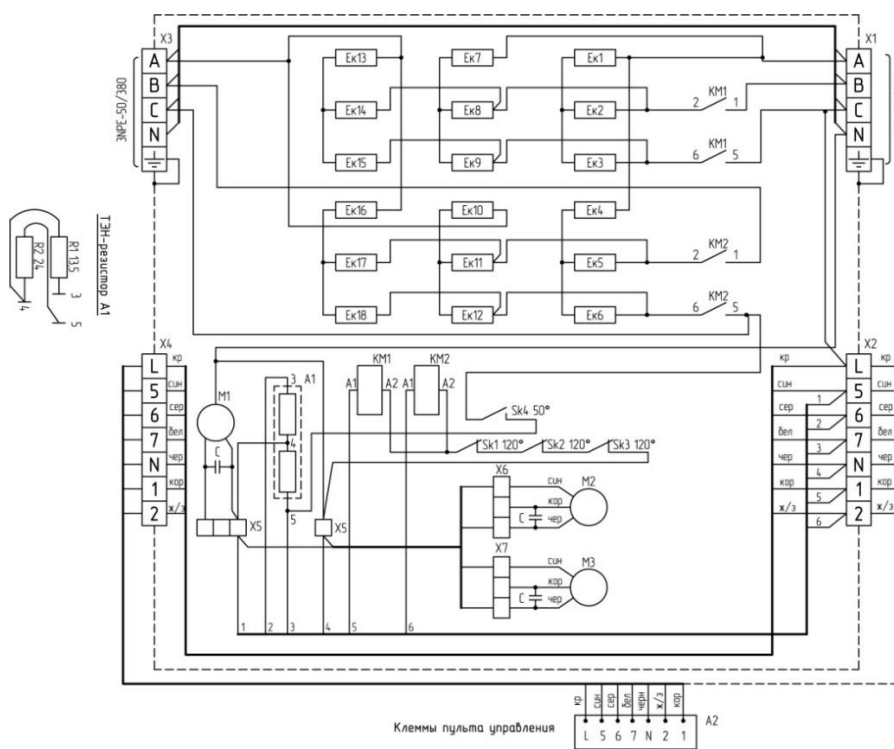 X3
A
B
C
N
3NPE-50/380
X1
A
B
C
N
Ек13
Ек7
Ек1
Ек14
Ек8
Ек2
2
KM1
1
Ек15
Ек9
Ек3
6
KM1
5
Ек16
Ек10
Ек4
Ек17
Ек11
Ек5
2
KM2
1
Ек18
Ек12
Ек6
6
KM2
5
ТЭН-резистор А1
R1 13.5
R2 24
3
4
5
X4
L
5
6
7
N
1
2
кр
син
сер
бел
чер
кор
ж/з
M1
C
3
A1
4
5
X5
X5
KM1
KM2
A1
A2
A1
A2
Sk4 50°
Sk1 120°
Sk2 120°
Sk3 120°
X6
син
кор
чер
C
M2
X7
син
кор
чер
C
M3
1
2
3
4
5
6
кр
син
сер
бел
чер
кор
ж/з
1
2
3
4
5
6
X2
L
5
6
7
N
1
2
кр
син
сер
бел
чер
кор
ж/з
Клеммы пульта управления
кр
син
сер
бел
черн
ж/з
кор
L 5 6 7 N 2 1
A2